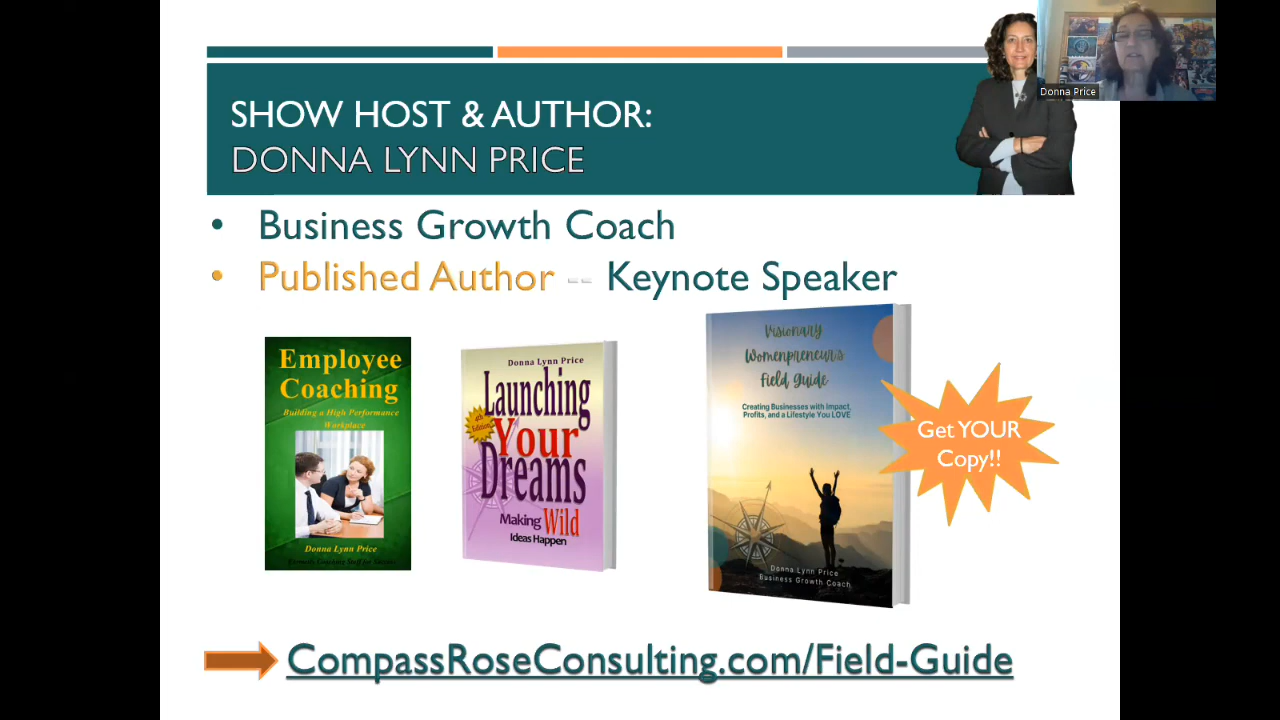 SHOW HOST & AUTHOR:
DONNA LYNN PRICE
Donna Price
• Business Growth Coach
• Published Author -- Keynote Speaker
Employee
Coaching
Building a High Performance
Workplace
Donna Lynn Price
Donna Lynn Price
Launching
4th
Edition
Your
Dreams
Making Wild
Ideas Happen
Visionary
Womenpreneur's
Field Guide
Creating Businesses with Impact,
Profits, and a Lifestyle You LOVE
Donna Lynn Price
Business Growth Coach
Get YOUR
Copy!!
CompassRoseConsulting.com/Field-Guide